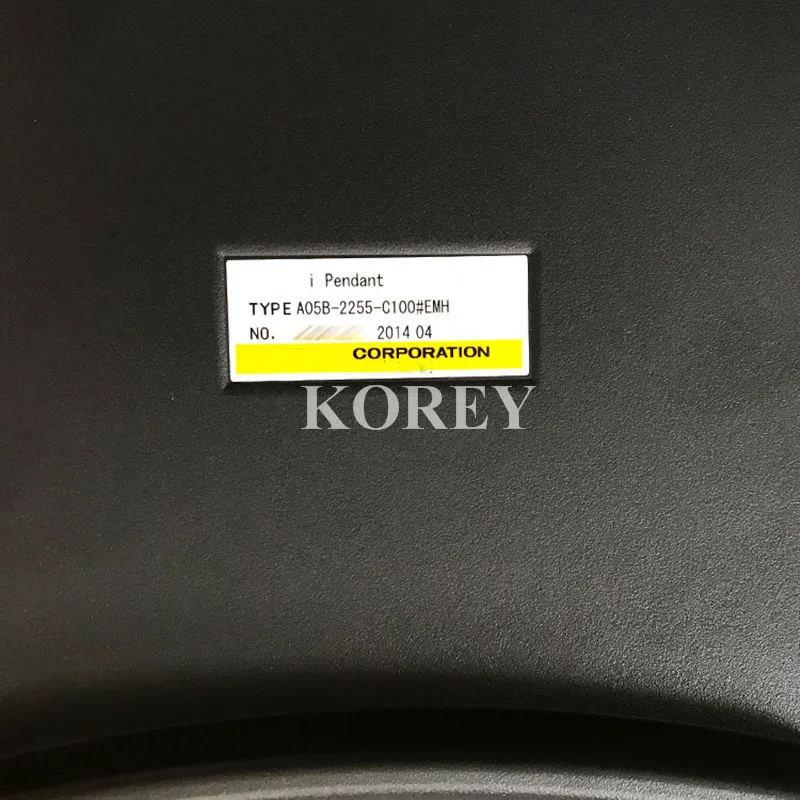 i Pendant
TYPE A05B-2255-C100#EMH
NO. 2014 04
CORPORATION
KOREY